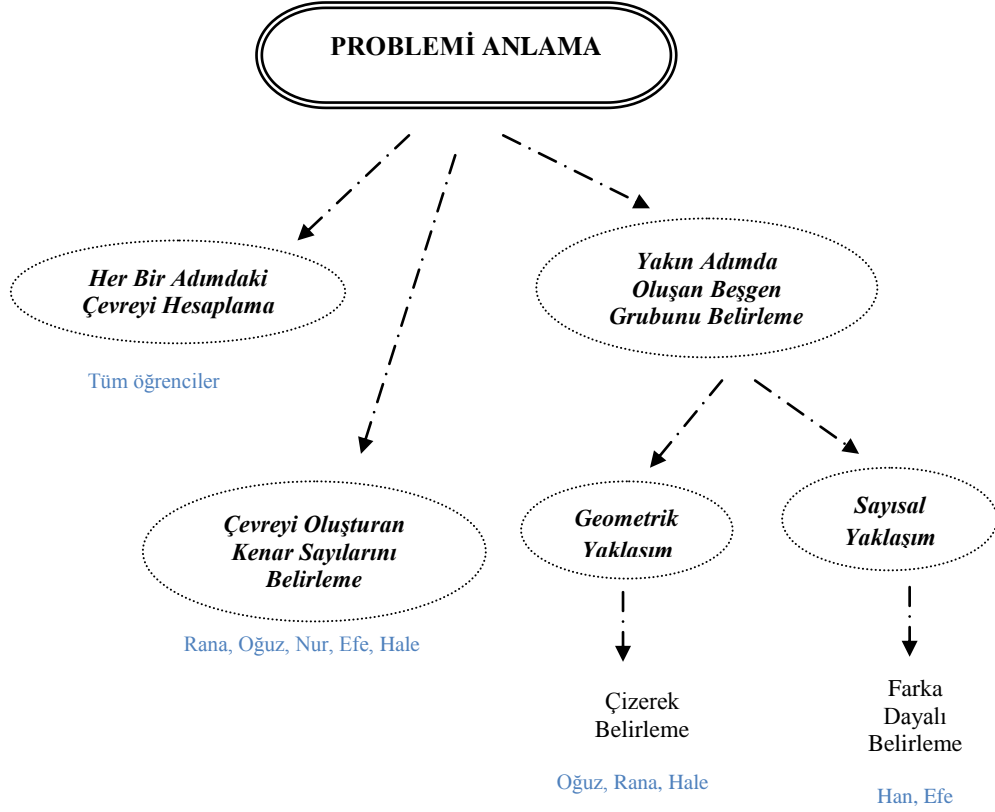 PROBLEMİ ANLAMA
Her Bir Adımdaki
Çevreyi Hesaplama
Tüm öğrenciler
Yakın Adımda
Oluşan Beşgen
Grubunu Belirleme
Çevreyi Oluşturan
Kenar Sayılarını
Belirleme
Rana, Oğuz, Nur, Efe, Hale
Geometrik
Yaklaşım
Çizerek
Belirleme
Oğuz, Rana, Hale
Sayısal
Yaklaşım
Farka
Dayalı
Belirleme
Han, Efe